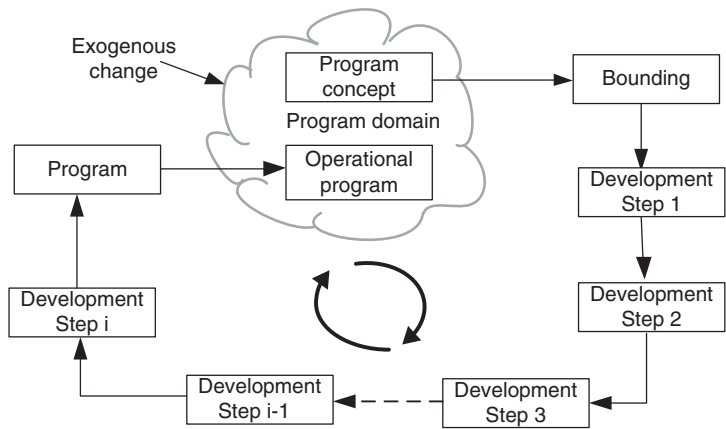 Exogenous
change
Program
concept
Bounding
Program domain
Program
Operational
program
Development
Step 1
Development
Step i
Development
Step 2
Development
Step i-1
Development
Step 3